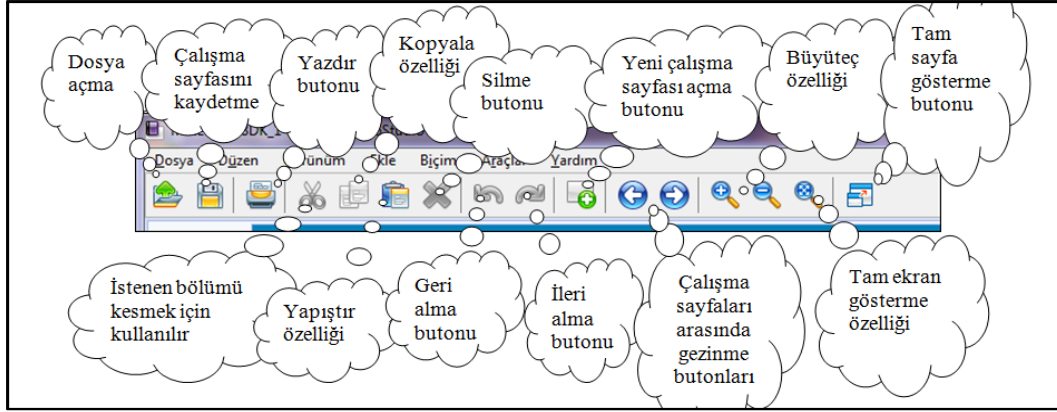 Dosya
açma
Çalışma
sayfasını
kaydetme
Yazdır
butonu
Kopyala
özelliği
Silme
butonu
Yeni çalışma
sayfası açma
butonu
Büyüteç
özelliği
Tam
sayfa
gösterme
butonu
Dosya Düzen Ekle Biçim Araçlar Yardım
İstenen bölümü
kesmek için
kullanılır
Yapıştır
özelliği
Geri
alma
butonu
İleri
alma
butonu
Çalışma
sayfaları
arasında
gezinme
butonları
Tam ekran
gösterme
özelliği